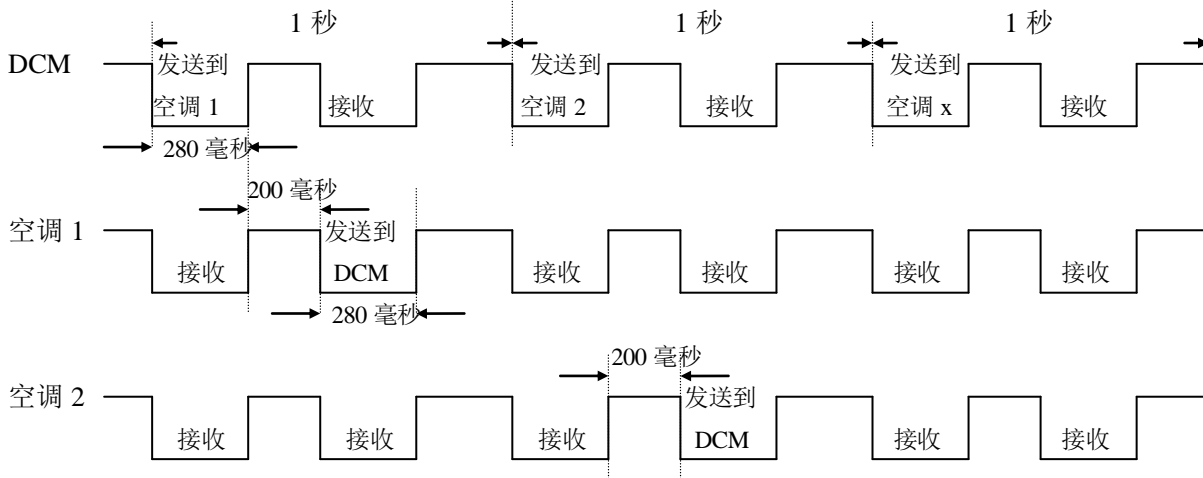 1 秒 1 秒 1 秒
DCM 发送到 发送到 发送到
空调 1 接收 空调 2 接收 空调 x 接收
280 毫秒
200 毫秒
空调 1 发送到
接收 DCM 接收 接收 接收 接收
280 毫秒
200 毫秒
空调 2 发送到
接收 接收 接收 DCM 接收 接收